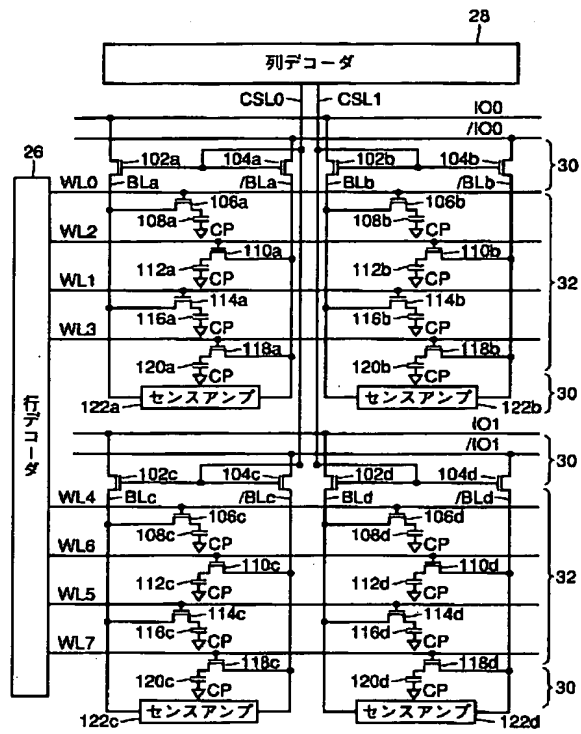 28
列デコーダ
CSL0 CSL1
IO0
/IO0
26
102a 104a 102b 104b 30
WL0 BLa /BLa BLb /BLb
106a 106b
108a CP 108b CP
WL2
110a 110b
112a CP 112b CP
WL1 32
114a 114b
116a CP 116b CP
WL3
118a 118b
120a CP 120b CP
センスアンプ センスアンプ 30
122a 122b
行デコーダ
IO1
/IO1
30
102c 104c 102d 104d
WL4 BLc /BLc BLd /BLd
106c 106d
108c CP 108d CP
WL6
110c 110d
112c CP 112d CP
WL5 32
114c 114d
116c CP 116d CP
WL7
118c 118d
120c CP 120d CP
30
センスアンプ センスアンプ
122c 122d